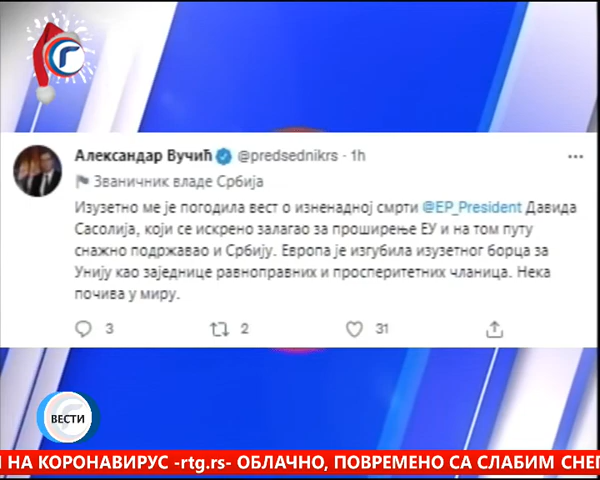 Александар Вучић @predsednikrs · 1h
Званичник владе Србија
Изузетно ме је погодила вест о изненадној смрти @EP_President Давида
Сасолија, који се искрено залагао за проширење ЕУ и на том путу
снажно подржавао и Србију. Европа је изгубила изузетног борца за
Унију као заједнице равноправних и просперитетних чланица. Нека
почива у миру.
3 2 31
ВЕСТИ
НА КОРОНАВИРУС -rtg.rs- ОБЛАЧНО, ПОВРЕМЕНО СА СЛАБИМ